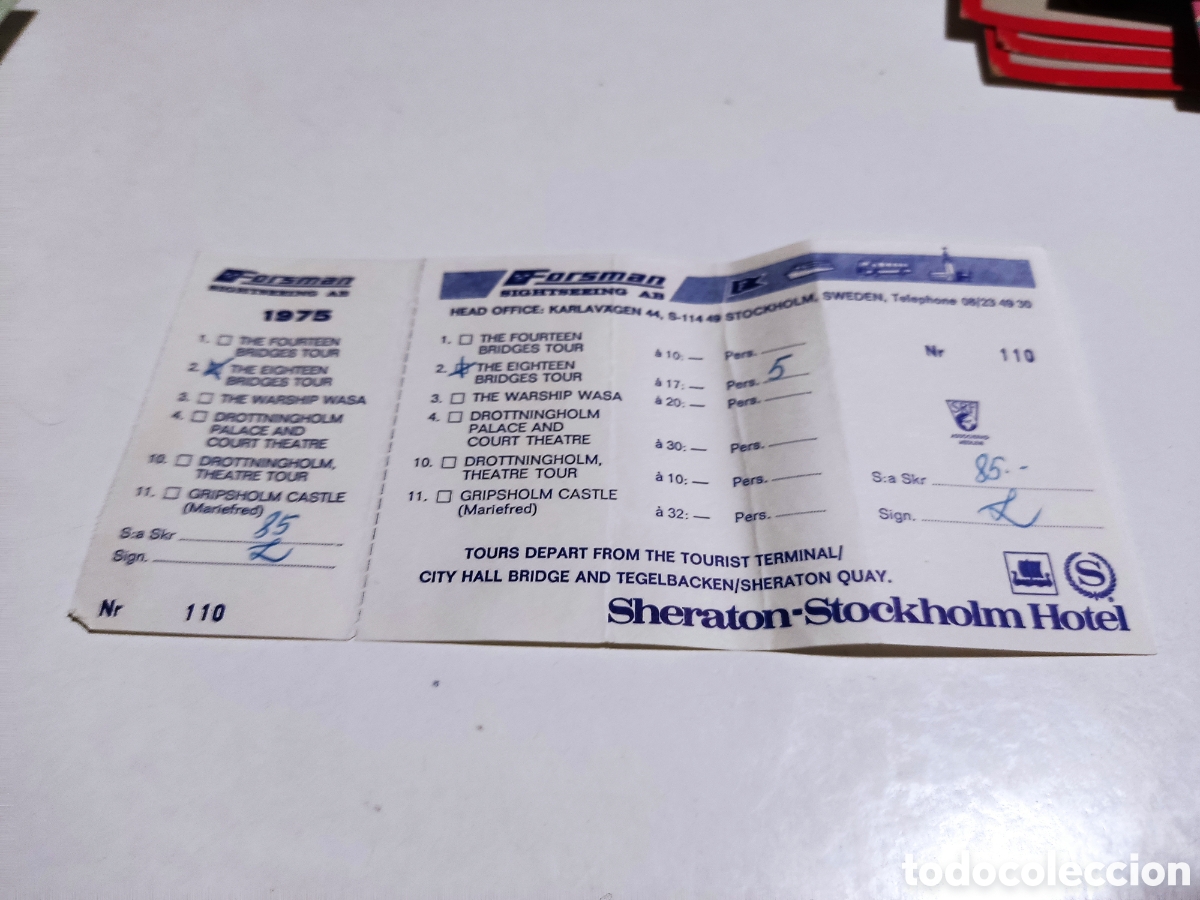 Forsman
SIGHTSEEING AB
1975
1. THE FOURTEEN
BRIDGES TOUR
2. THE EIGHTEEN
BRIDGES TOUR
3. THE WARSHIP WASA
4. DROTTNINGHOLM
PALACE AND
COURT THEATRE
10. DROTTNINGHOLM,
THEATRE TOUR
11. GRIPSHOLM CASTLE
(Mariefred)
S:a Skr 85
Sign.
Nr 110
Forsman
SIGHTSEEING AB
HEAD OFFICE: KARLAVÄGEN 44, S-114 49 STOCKHOLM, SWEDEN, Telephone 08/23 49 30
1. THE FOURTEEN
BRIDGES TOUR à 10:— Pers.
2. THE EIGHTEEN
BRIDGES TOUR à 17:— Pers. 5
3. THE WARSHIP WASA à 20:— Pers.
4. DROTTNINGHOLM
PALACE AND
COURT THEATRE à 30:— Pers.
10. DROTTNINGHOLM,
THEATRE TOUR à 10:— Pers.
11. GRIPSHOLM CASTLE
(Mariefred) à 32:— Pers.
Nr 110
S:a Skr 85.-
Sign.
TOURS DEPART FROM THE TOURIST TERMINAL/
CITY HALL BRIDGE AND TEGELBACKEN/SHERATON QUAY.
S
Sheraton-Stockholm Hotel
todocoleccion